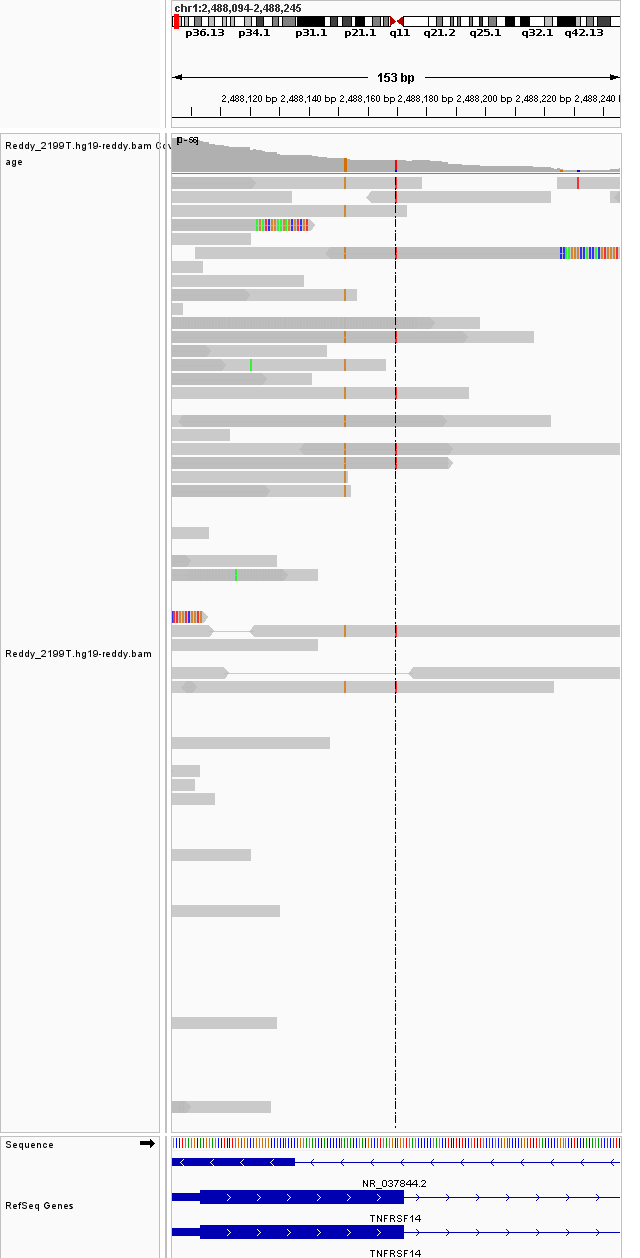 chr1:2,488,094-2,488,245
p36.13 p34.1 p31.1 p21.1 q11 q21.2 q25.1 q32.1 q42.13
153 bp
2,488,120 bp 2,488,140 bp 2,488,160 bp 2,488,180 bp 2,488,200 bp 2,488,220 bp 2,488,240
Reddy_2199T.hg19-reddy.bam Cov
age
Reddy_2199T.hg19-reddy.bam
Sequence
RefSeq Genes
NR_037844.2
TNFRSF14
TNFRSF14